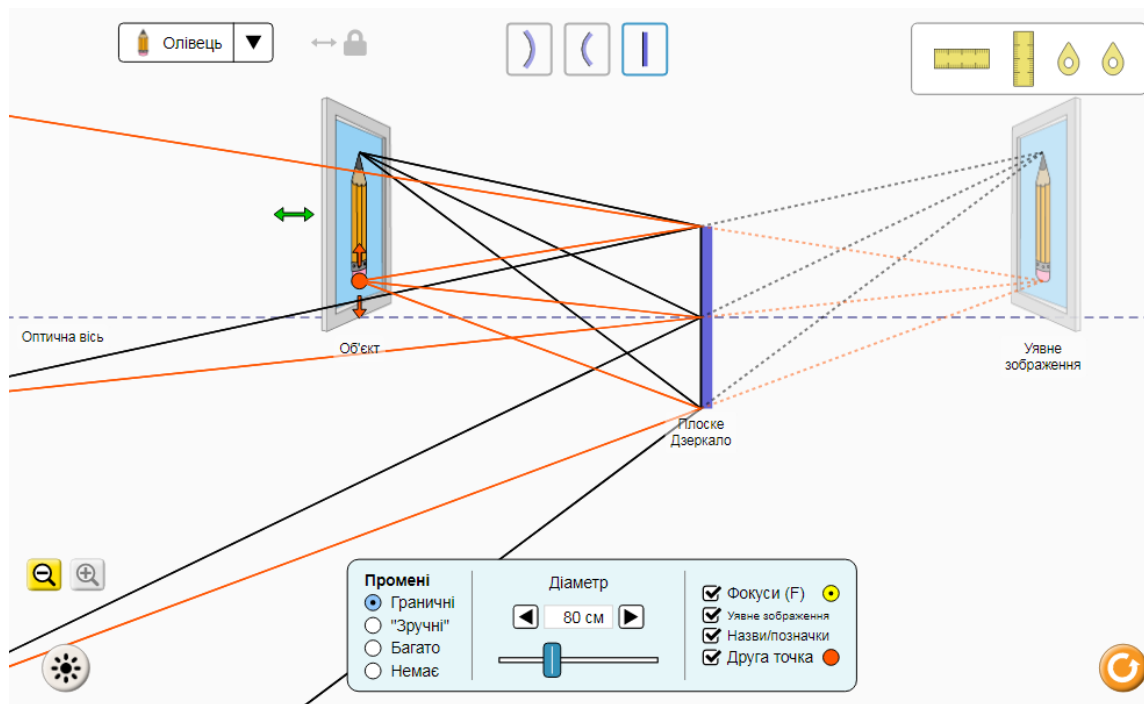 Олівець
Оптична вісь
Об'єкт
Плоске
Дзеркало
Уявне
зображення
Промені
Граничні
"Зручні"
Багато
Немає
Діаметр
80 см
Фокуси (F)
Уявне зображення
Назви/позначки
Друга точка